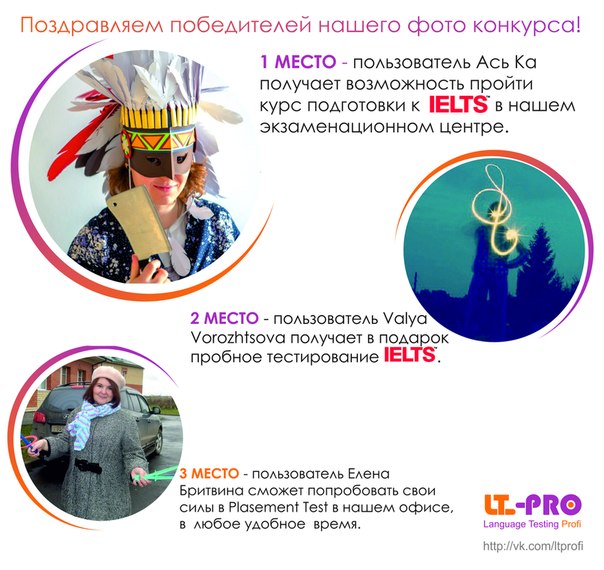 Поздравляем победителей нашего фото конкурса!
1 МЕСТО - пользователь Ась Ка
получает возможность пройти
курс подготовки к IELTS™ в нашем
экзаменационном центре.
2 МЕСТО - пользователь Valya
Vorozhtsova получает в подарок
пробное тестирование IELTS™.
3 МЕСТО - пользователь Елена
Бритвина сможет попробовать свои
силы в Plasement Test в нашем офисе,
в любое удобное время.
LT-PRO
Language Testing Profi
http://vk.com/ltprofi